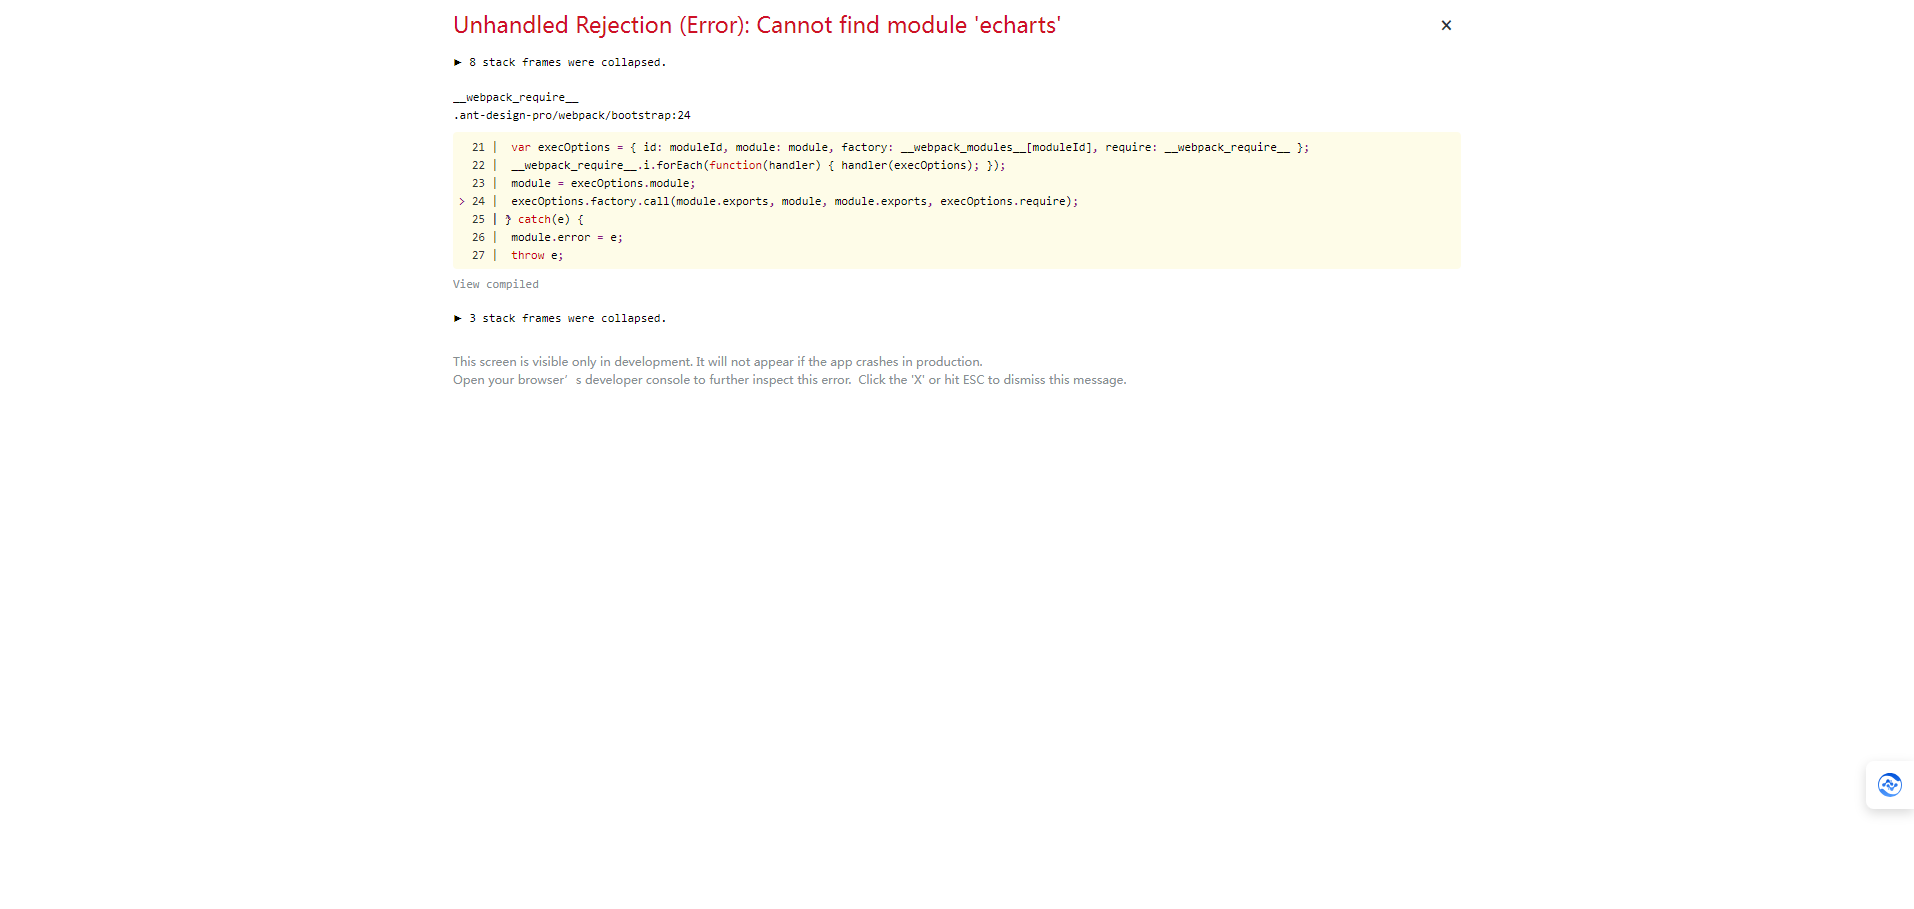 Unhandled Rejection (Error): Cannot find module 'echarts'
×
▶ 8 stack frames were collapsed.
__webpack_require__
.ant-design-pro/webpack/bootstrap:24
21 | var execOptions = { id: moduleId, module: module, factory: __webpack_modules__[moduleId], require: __webpack_require__ };
22 | __webpack_require__.i.forEach(function(handler) { handler(execOptions); });
23 | module = execOptions.module;
> 24 | execOptions.factory.call(module.exports, module, module.exports, execOptions.require);
25 | } catch(e) {
26 | module.error = e;
27 | throw e;
View compiled
▶ 3 stack frames were collapsed.
This screen is visible only in development. It will not appear if the app crashes in production.
Open your browser’s developer console to further inspect this error. Click the 'X' or hit ESC to dismiss this message.